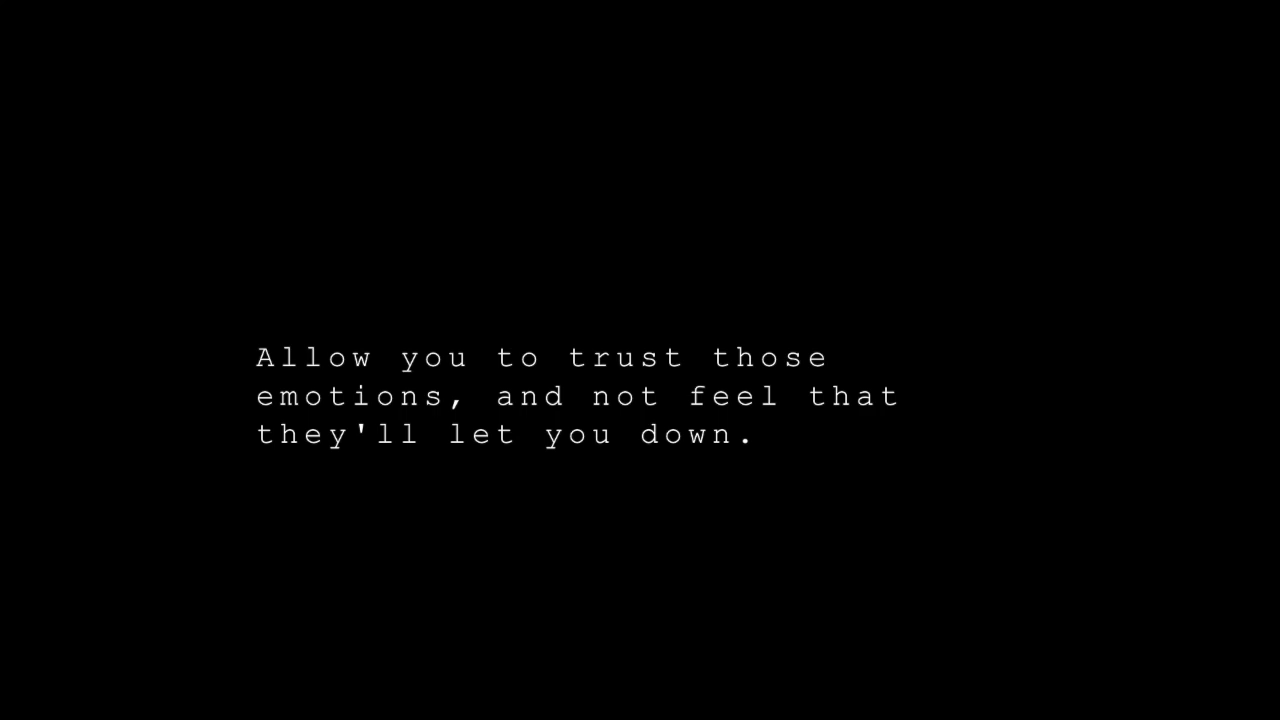 Allow you to trust those
emotions, and not feel that
they'll let you down.